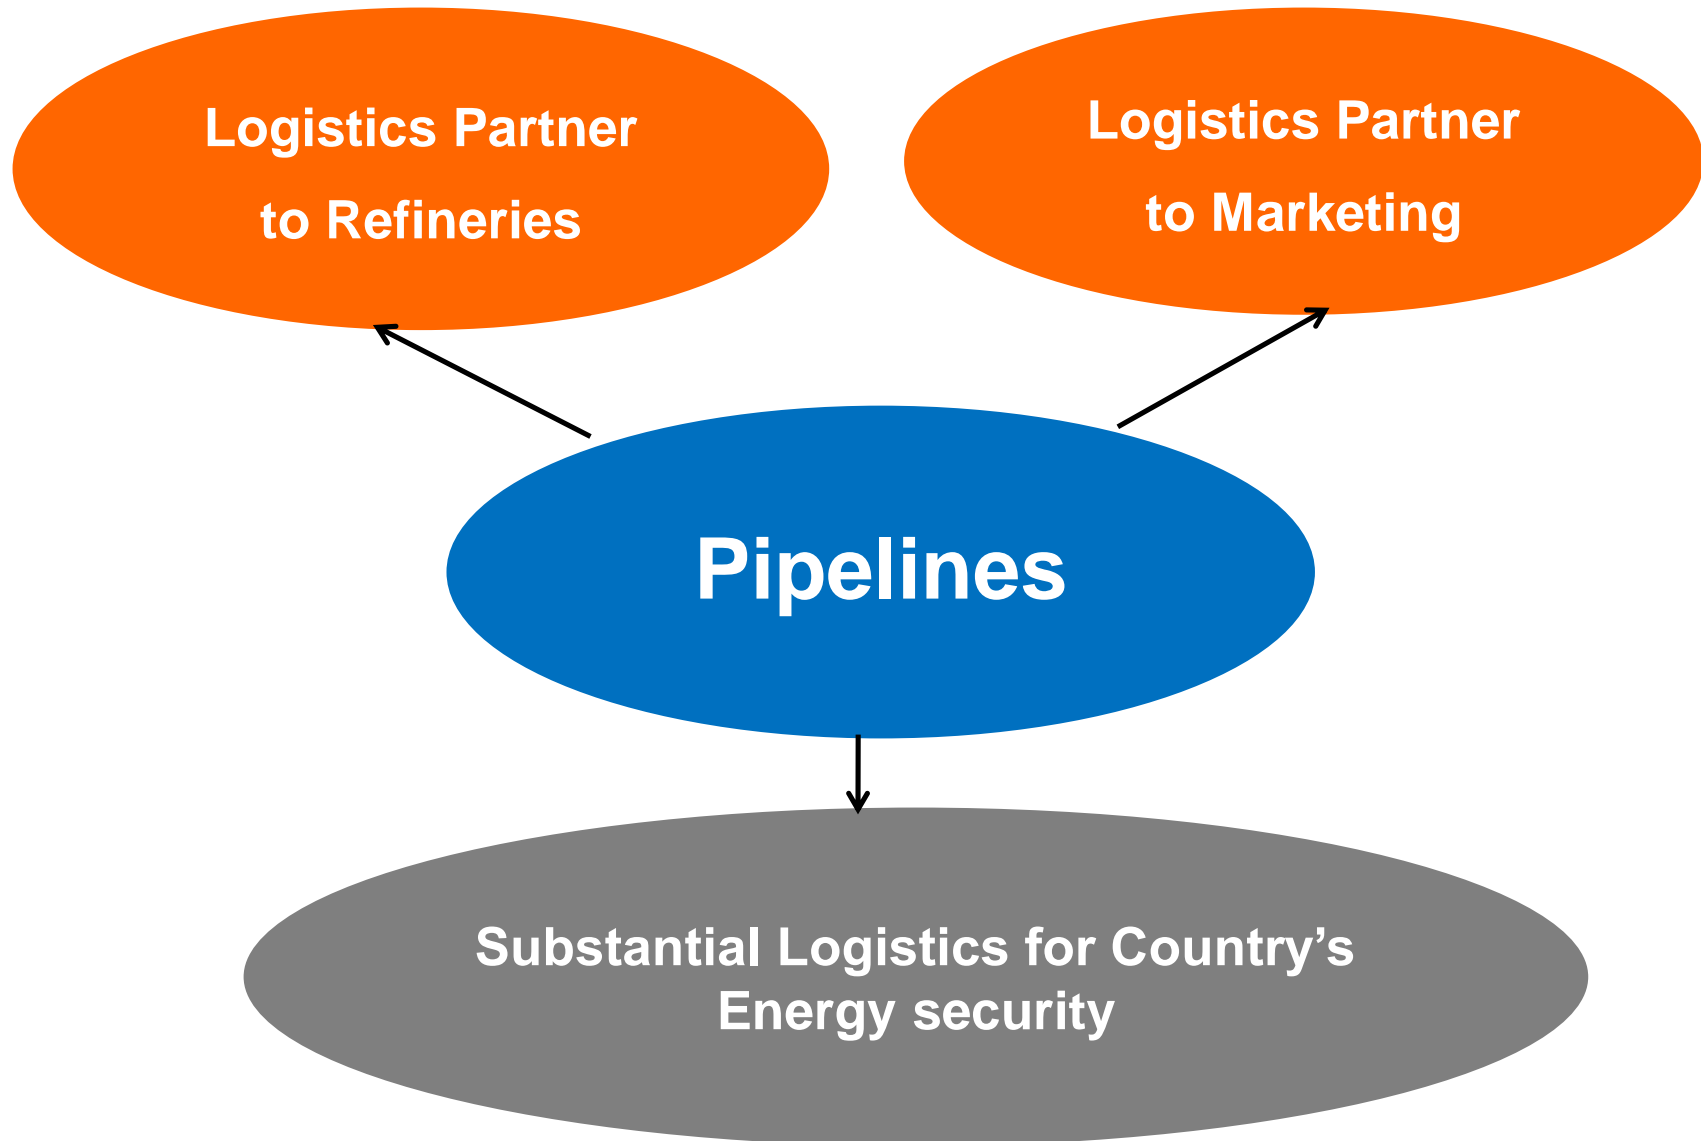 Logistics Partner
to Refineries
Logistics Partner
to Marketing
Pipelines
Substantial Logistics for Country’s
Energy security